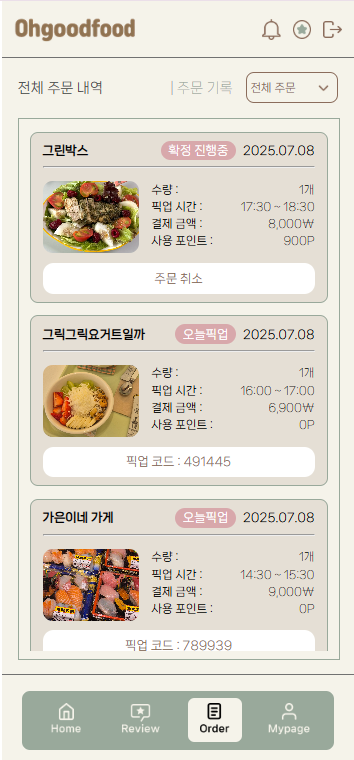 Ohgoodfood
전체 주문 내역 | 주문 기록 전체 주문
그린박스 확정 진행중 2025.07.08
수량 : 1개
픽업 시간 : 17:30 ~ 18:30
결제 금액 : 8,000₩
사용 포인트 : 900P
주문 취소
그릭그릭요거트일까 오늘픽업 2025.07.08
수량 : 1개
픽업 시간 : 16:00 ~ 17:00
결제 금액 : 6,900₩
사용 포인트 : 0P
픽업 코드 : 491445
가은이네 가게 오늘픽업 2025.07.08
수량 : 1개
픽업 시간 : 14:30 ~ 15:30
결제 금액 : 9,000₩
사용 포인트 : 0P
픽업 코드 : 789939
Home Review Order Mypage